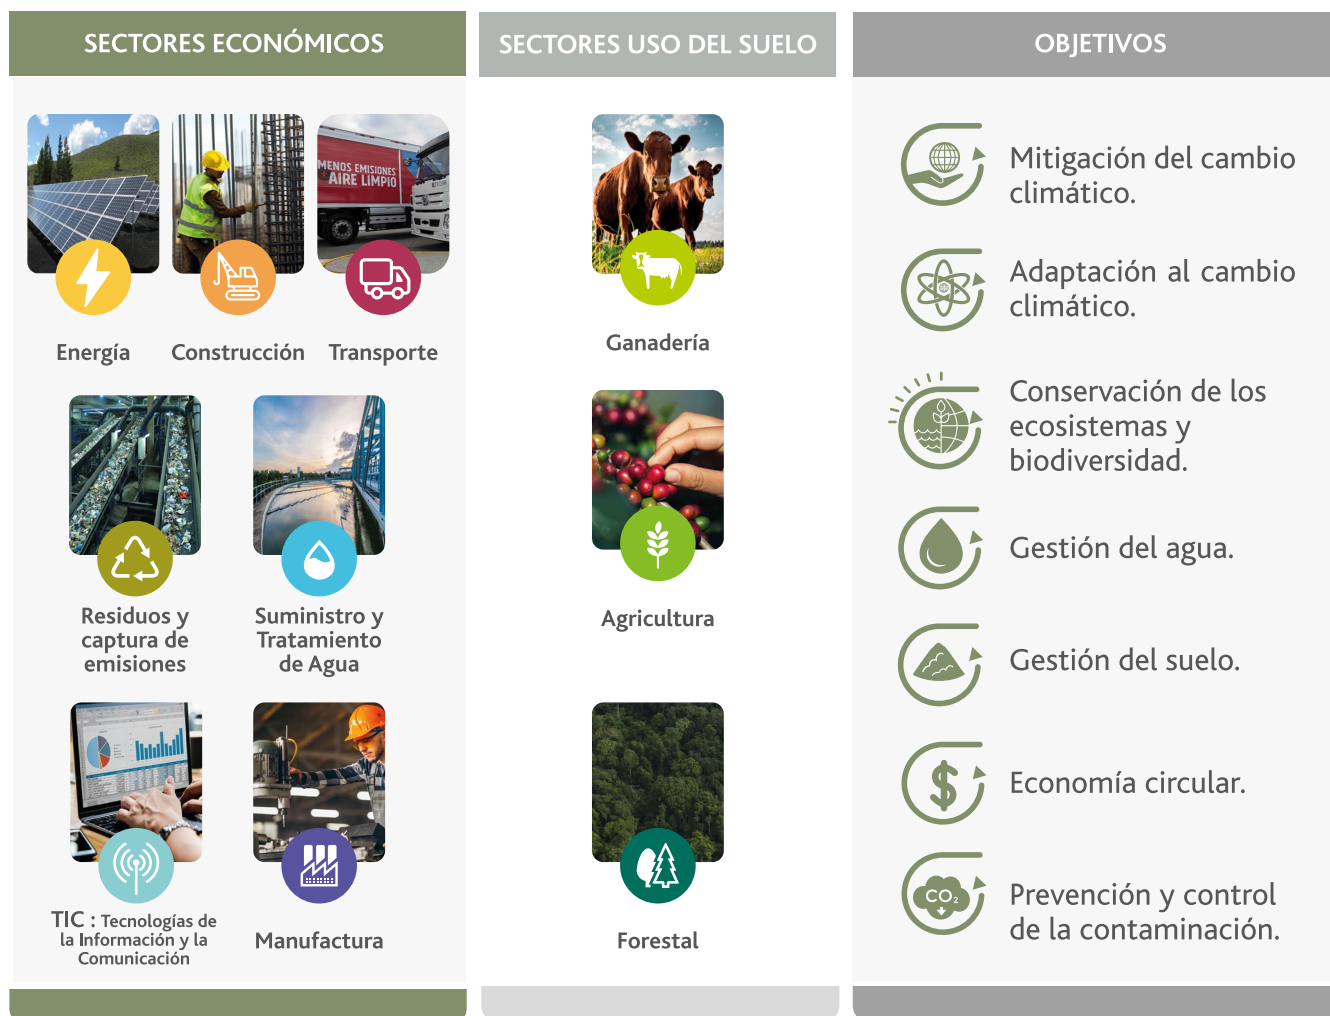 SECTORES ECONÓMICOS
SECTORES USO DEL SUELO
OBJETIVOS
MENOS EMISIONES
AIRE LIMPIO
Energía
Construcción
Transporte
Residuos y
captura de
emisiones
Suministro y
Tratamiento
de Agua
TIC : Tecnologías de
la Información y la
Comunicación
Manufactura
Ganadería
Agricultura
Forestal
Mitigación del cambio
climático.
Adaptación al cambio
climático.
Conservación de los
ecosistemas y
biodiversidad.
Gestión del agua.
Gestión del suelo.
$
Economía circular.
CO₂
Prevención y control
de la contaminación.